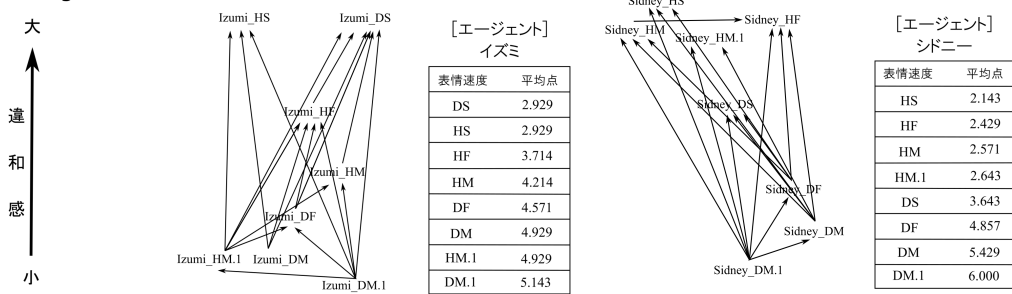 大
違
和
感
小
Izumi_HS
Izumi_DS
Izumi_HF
Izumi_HM
Izumi_DF
Izumi_HM.1
Izumi_DM
Izumi_DM.1
［エージェント］
イズミ
表情速度 平均点
DS 2.929
HS 2.929
HF 3.714
HM 4.214
DF 4.571
DM 4.929
HM.1 4.929
DM.1 5.143
Sidney_HS
Sidney_HF
Sidney_HM
Sidney_HM.1
Sidney_DS
Sidney_DF
Sidney_DM
Sidney_DM.1
［エージェント］
シドニー
表情速度 平均点
HS 2.143
HF 2.429
HM 2.571
HM.1 2.643
DS 3.643
DF 4.857
DM 5.429
DM.1 6.000